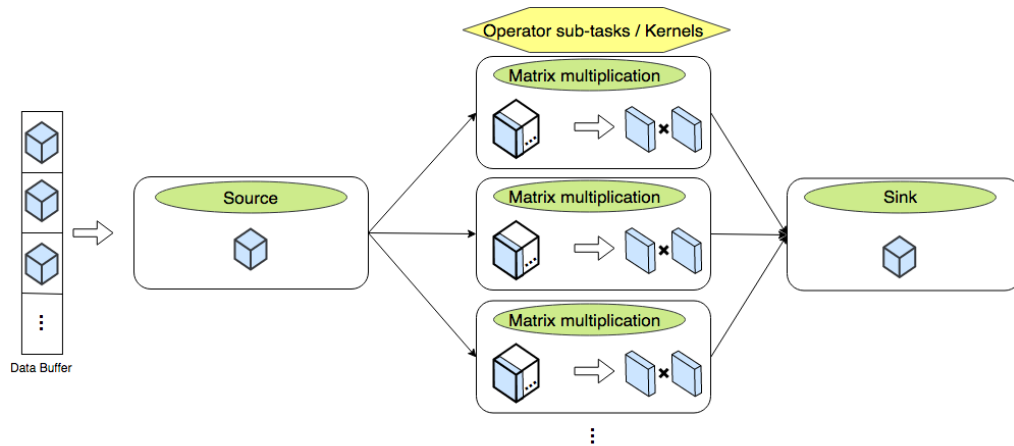 Operator sub-tasks / Kernels
Matrix multiplication
...
Source
Matrix multiplication
...
Sink
Matrix multiplication
...
⋮
Data Buffer
⋮